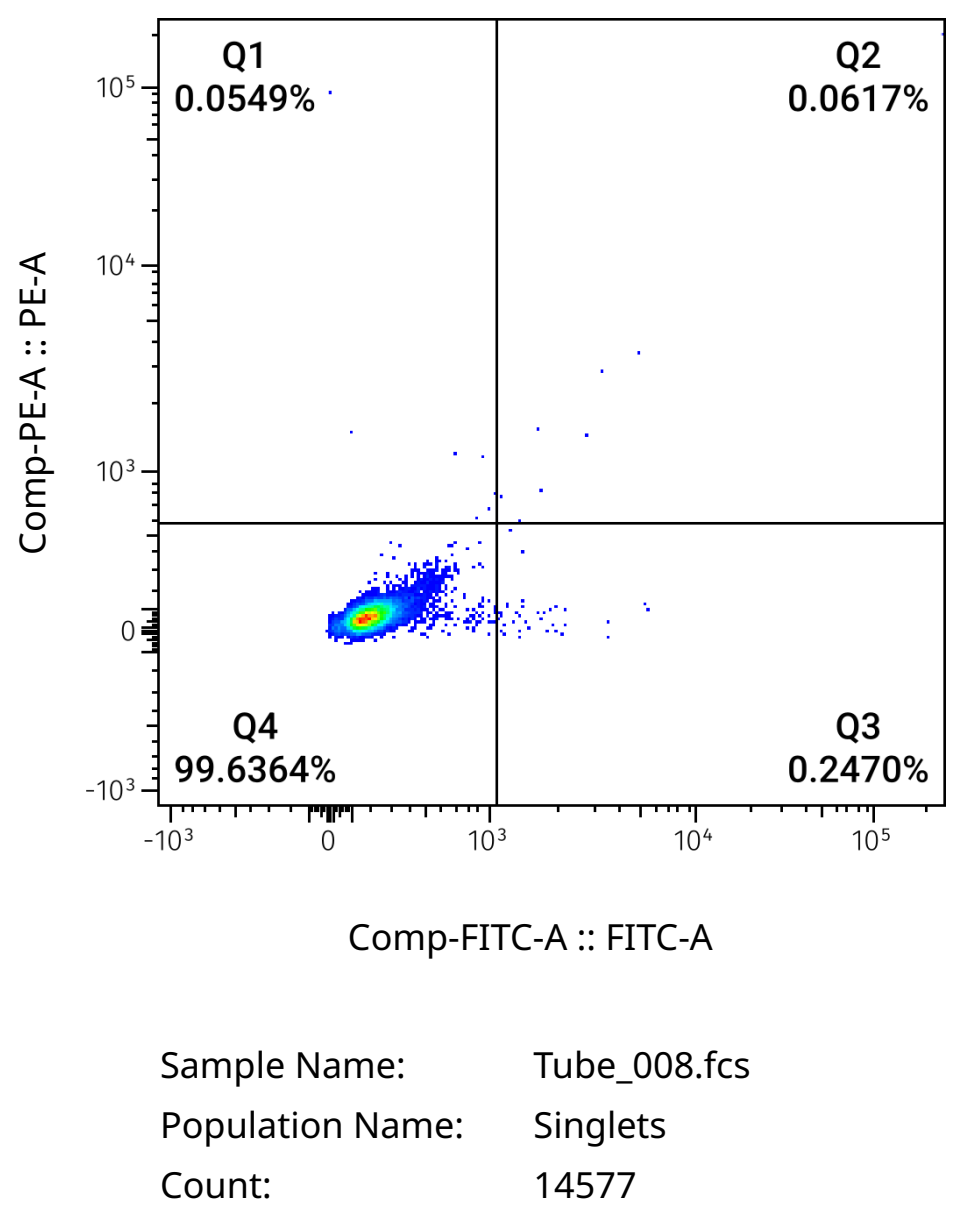 Q1
0.0549%
Q2
0.0617%
Q4
99.6364%
Q3
0.2470%
10⁵
10⁴
10³
0
-10³
Comp-PE-A :: PE-A
-10³ 0 10³ 10⁴ 10⁵
Comp-FITC-A :: FITC-A
Sample Name: Tube_008.fcs
Population Name: Singlets
Count: 14577